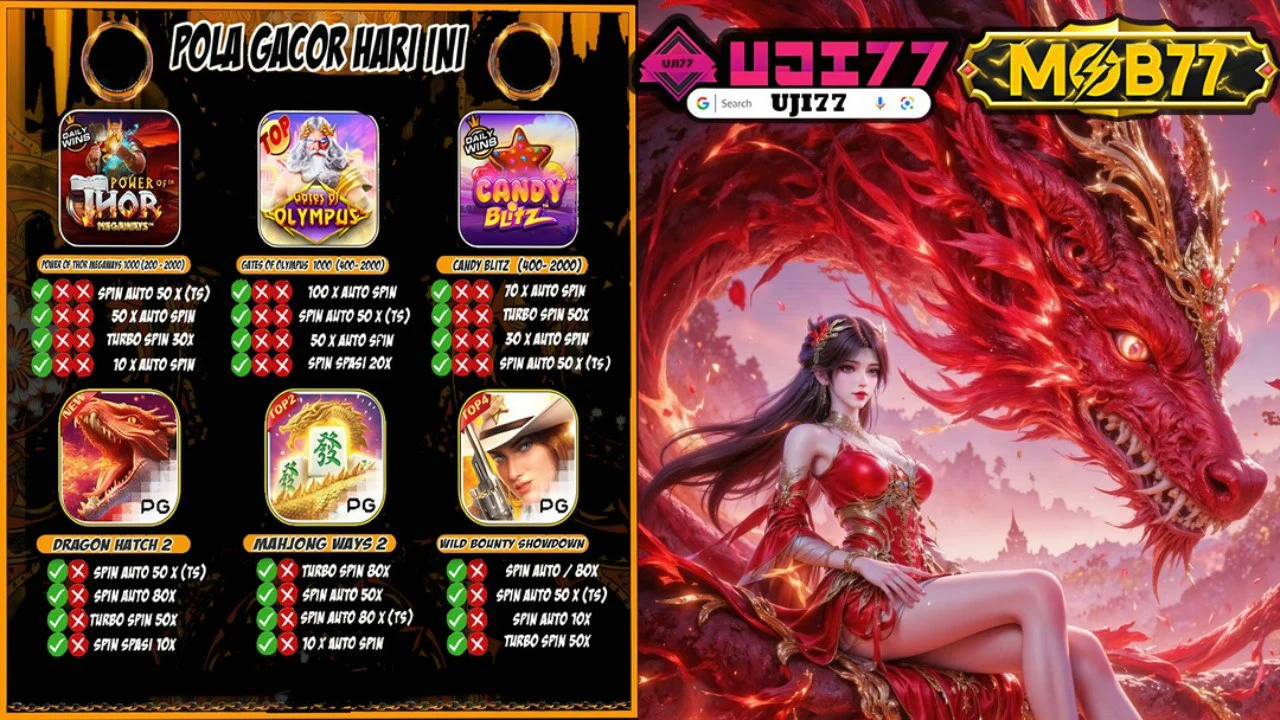 POLA GACOR HARI INI
DAILY WINS
POWER OF THOR MEGAWAYS™
TOP
GATES OF OLYMPUS
DAILY WINS
CANDY BLITZ
POWER OF THOR MEGAWAYS 1000 (200 - 2000)
GATES OF OLYMPUS 1000 (400- 2000)
CANDY BLITZ (400- 2000)
SPIN AUTO 50 X (TS)
50 X AUTO SPIN
TURBO SPIN 30X
10 X AUTO SPIN
100 X AUTO SPIN
SPIN AUTO 50 X (TS)
50 X AUTO SPIN
SPIN SPASI 20X
70 X AUTO SPIN
TURBO SPIN 50X
30 X AUTO SPIN
SPIN AUTO 50 X (TS)
NEW
PG
TOP2
發
發
PG
TOP4
PG
DRAGON HATCH 2
MAHJONG WAYS 2
WILD BOUNTY SHOWDOWN
SPIN AUTO 50 X (TS)
SPIN AUTO 80X
TURBO SPIN 50X
SPIN SPASI 10X
TURBO SPIN 80X
SPIN AUTO 50X
SPIN AUTO 80 X (TS)
10 X AUTO SPIN
SPIN AUTO / 80X
SPIN AUTO 50 X (TS)
SPIN AUTO 10X
TURBO SPIN 50X
UJI77
UJI77
MOB77
G Search UJI77